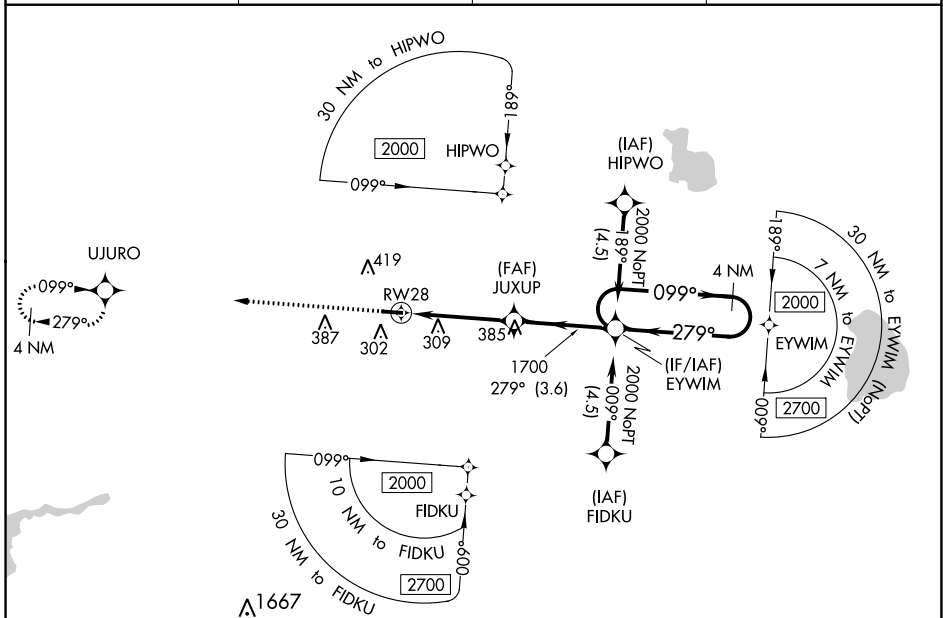 30 NM to HIPWO
2000
HIPWO
189°
099°
(IAF)
HIPWO
2000 NoPT
189°
(4.5)
UJURO
099°
279°
4 NM
419
RW28
387
302
309
(FAF)
JUXUP
385
1700
279° (3.6)
4 NM
099°
279°
(IF/IAF)
EYWIM
2000 NoPT
009°
(4.5)
(IAF)
FIDKU
189°
30 NM to EYWIM (NoPT)
7 NM to EYWIM
2000
EYWIM
2700
009°
099°
2000
FIDKU
10 NM to FIDKU
30 NM to FIDKU
2700
009°
1667